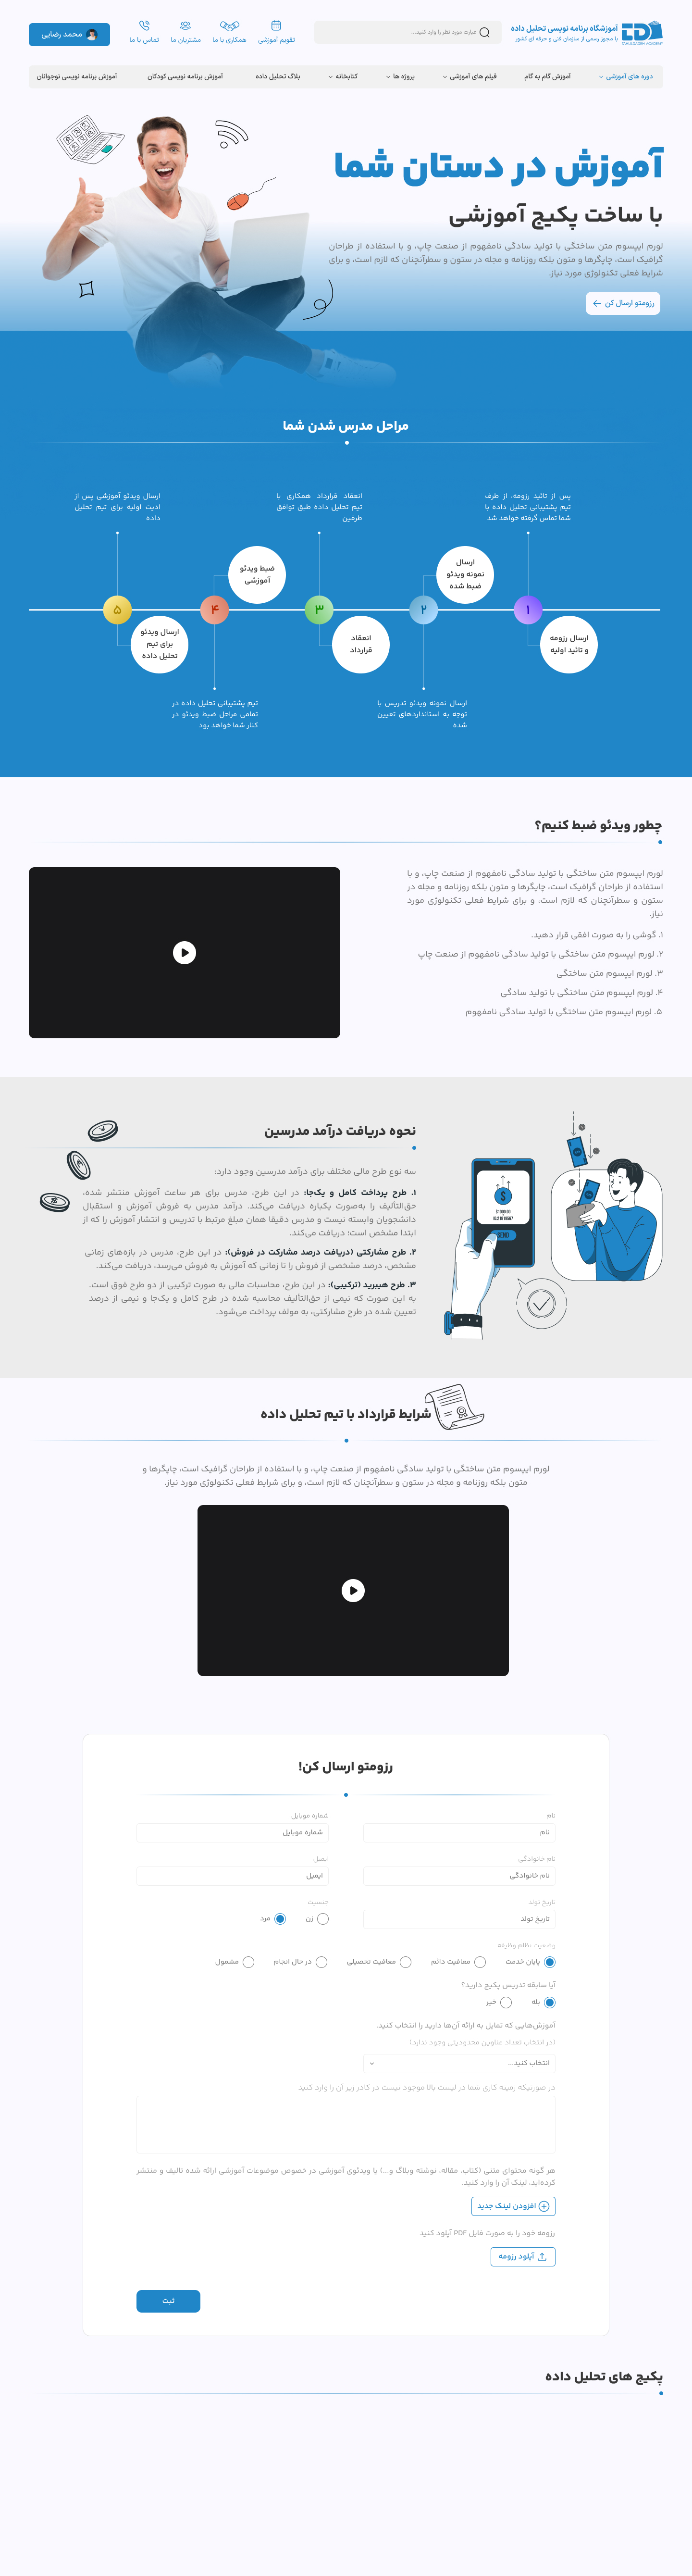 آموزشگاه برنامه نویسی تحلیل داده
با مجوز رسمی از سازمان فنی و حرفه ای کشور
عبارت مورد نظر را وارد کنید...
تقویم آموزشی
همکاری با ما
مشتریان ما
تماس با ما
محمد رضایی
دوره های آموزشی
آموزش گام به گام
فیلم های آموزشی
پروژه ها
کتابخانه
بلاگ تحلیل داده
آموزش برنامه نویسی کودکان
آموزش برنامه نویسی نوجوانان
آموزش در دستان شما
با ساخت پکیج آموزشی
لورم ایپسوم متن ساختگی با تولید سادگی نامفهوم از صنعت چاپ، و با استفاده از طراحان
گرافیک است، چاپگرها و متون بلکه روزنامه و مجله در ستون و سطرآنچنان که لازم است، و برای
شرایط فعلی تکنولوژی مورد نیاز.
رزومتو ارسال کن
مراحل مدرس شدن شما
پس از تائید رزومه، از طرف
تیم پشتیبانی تحلیل داده با
شما تماس گرفته خواهد شد
انعقاد قرارداد همکاری با
تیم تحلیل داده طبق توافق
طرفین
ارسال ویدئو آموزشی پس از
ادیت اولیه برای تیم تحلیل
داده
ارسال
نمونه ویدئو
ضبط شده
ضبط ویدئو
آموزشی
۱
۲
۳
۴
۵
ارسال رزومه
و تائید اولیه
انعقاد
قرارداد
ارسال ویدئو
برای تیم
تحلیل داده
ارسال نمونه ویدئو تدریس با
توجه به استانداردهای تعیین
شده
تیم پشتیبانی تحلیل داده در
تمامی مراحل ضبط ویدئو در
کنار شما خواهد بود
چطور ویدئو ضبط کنیم؟
لورم ایپسوم متن ساختگی با تولید سادگی نامفهوم از صنعت چاپ، و با
استفاده از طراحان گرافیک است، چاپگرها و متون بلکه روزنامه و مجله در
ستون و سطرآنچنان که لازم است، و برای شرایط فعلی تکنولوژی مورد
نیاز.
۱. گوشی را به صورت افقی قرار دهید.
۲. لورم ایپسوم متن ساختگی با تولید سادگی نامفهوم از صنعت چاپ
۳. لورم ایپسوم متن ساختگی
۴. لورم ایپسوم متن ساختگی با تولید سادگی
۵. لورم ایپسوم متن ساختگی با تولید سادگی نامفهوم
نحوه دریافت درآمد مدرسین
سه نوع طرح مالی مختلف برای درآمد مدرسین وجود دارد:
۱. طرح پرداخت کامل و یک‌جا: در این طرح، مدرس برای هر ساعت آموزش منتشر شده،
حق‌التألیف را به‌صورت یکباره دریافت می‌کند. درآمد مدرس به فروش آموزش و استقبال
دانشجویان وابسته نیست و مدرس دقیقا همان مبلغ مرتبط با تدریس و انتشار آموزش را که از
ابتدا مشخص است؛ دریافت می‌کند.
۲. طرح مشارکتی (دریافت درصد مشارکت در فروش): در این طرح، مدرس در بازه‌های زمانی
مشخص، درصد مشخصی از فروش را تا زمانی که آموزش به فروش می‌رسد، دریافت می‌کند.
۳. طرح هیبرید (ترکیبی): در این طرح، محاسبات مالی به صورت ترکیبی از دو طرح فوق است.
به این صورت که نیمی از حق‌التألیف محاسبه شده در طرح کامل و یک‌جا و نیمی از درصد
تعیین شده در طرح مشارکتی، به مولف پرداخت می‌شود.
SEND
شرایط قرارداد با تیم تحلیل داده
لورم ایپسوم متن ساختگی با تولید سادگی نامفهوم از صنعت چاپ، و با استفاده از طراحان گرافیک است، چاپگرها و
متون بلکه روزنامه و مجله در ستون و سطرآنچنان که لازم است، و برای شرایط فعلی تکنولوژی مورد نیاز.
رزومتو ارسال کن!
نام
شماره موبایل
نام
شماره موبایل
نام خانوادگی
ایمیل
نام خانوادگی
ایمیل
تاریخ تولد
جنسیت
تاریخ تولد
زن
مرد
وضعیت نظام وظیفه
پایان خدمت
معافیت دائم
معافیت تحصیلی
در حال انجام
مشمول
آیا سابقه تدریس پکیج دارید؟
بله
خیر
آموزش‌هایی که تمایل به ارائه آن‌ها دارید را انتخاب کنید.
(در انتخاب تعداد عناوین محدودیتی وجود ندارد)
انتخاب کنید...
در صورتیکه زمینه کاری شما در لیست بالا موجود نیست در کادر زیر آن را وارد کنید
هر گونه محتوای متنی (کتاب، مقاله، نوشته وبلاگ و...) یا ویدئوی آموزشی در خصوص موضوعات آموزشی ارائه شده تالیف و منتشر
کرده‌اید، لینک آن را وارد کنید.
افزودن لینک جدید
رزومه خود را به صورت فایل PDF آپلود کنید
آپلود رزومه
ثبت
پکیج های تحلیل داده